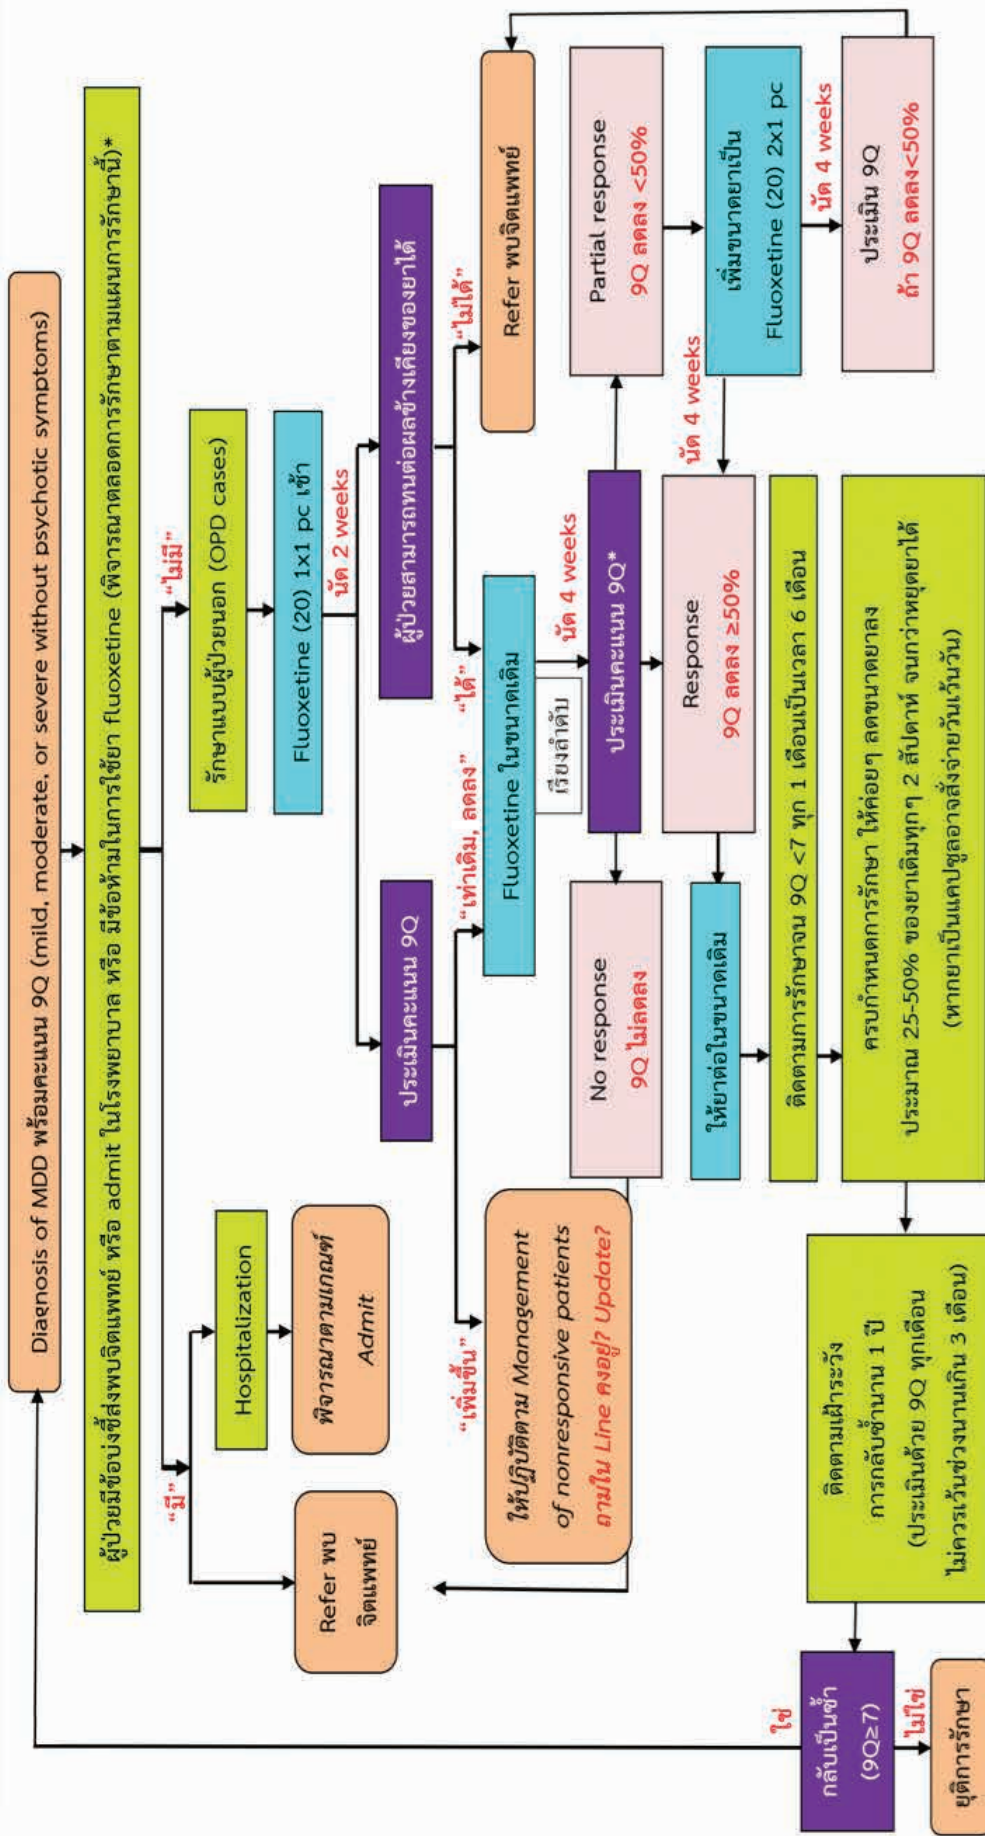 Diagnosis of MDD พร้อมคะแนน 9Q (mild, moderate, or severe without psychotic symptoms)
ผู้ป่วยมีข้อบ่งชี้ส่งพบจิตแพทย์ หรือ admit ในโรงพยาบาล หรือ มีข้อห้ามในการใช้ยา fluoxetine (พิจารณาตลอดการรักษาตามแผนการรักษานี้)*
“มี”
“ไม่มี”
Refer พบ
จิตแพทย์
Hospitalization
พิจารณาตามเกณฑ์
Admit
รักษาแบบผู้ป่วยนอก (OPD cases)
Fluoxetine (20) 1x1 pc เช้า
นัด 2 weeks
ประเมินคะแนน 9Q
ผู้ป่วยสามารถทนต่อผลข้างเคียงของยาได้
“เพิ่มขึ้น”
“เท่าเดิม, ลดลง”
“ได้”
“ไม่ได้”
ให้ปฏิบัติตาม Management
of nonresponsive patients
ถามใน Line คงอยู่? Update?
Fluoxetine ในขนาดเดิม
Refer พบจิตแพทย์
เรียงลำดับ
นัด 4 weeks
No response
9Q ไม่ลดลง
ประเมินคะแนน 9Q*
Partial response
9Q ลดลง <50%
Response
9Q ลดลง ≥50%
นัด 4 weeks
เพิ่มขนาดยาเป็น
Fluoxetine (20) 2x1 pc
นัด 4 weeks
ให้ยาต่อในขนาดเดิม
ประเมิน 9Q
ถ้า 9Q ลดลง<50%
ติดตามการรักษาจน 9Q <7 ทุก 1 เดือนเป็นเวลา 6 เดือน
ครบกำหนดการรักษา ให้ค่อยๆ ลดขนาดยาลง
ประมาณ 25-50% ของยาเดิมทุกๆ 2 สัปดาห์ จนกว่าหยุดยาได้
(หากยาเป็นแคปซูลอาจสั่งจ่ายวันเว้นวัน)
ติดตามเฝ้าระวัง
การกลับซ้ำนาน 1 ปี
(ประเมินด้วย 9Q ทุกเดือน
ไม่ควรเว้นช่วงนานเกิน 3 เดือน)
ใช่
กลับเป็นซ้ำ
(9Q≥7)
ไม่ใช่
ยุติการรักษา